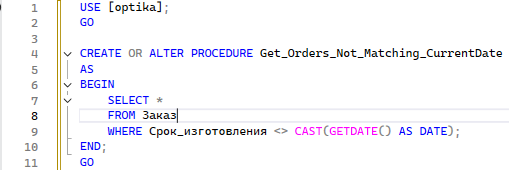 1 USE [optika];
2 GO
3
4 CREATE OR ALTER PROCEDURE Get_Orders_Not_Matching_CurrentDate
5 AS
6 BEGIN
7 SELECT *
8 FROM Заказ
9 WHERE Срок_изготовления <> CAST(GETDATE() AS DATE);
10 END;
11 GO